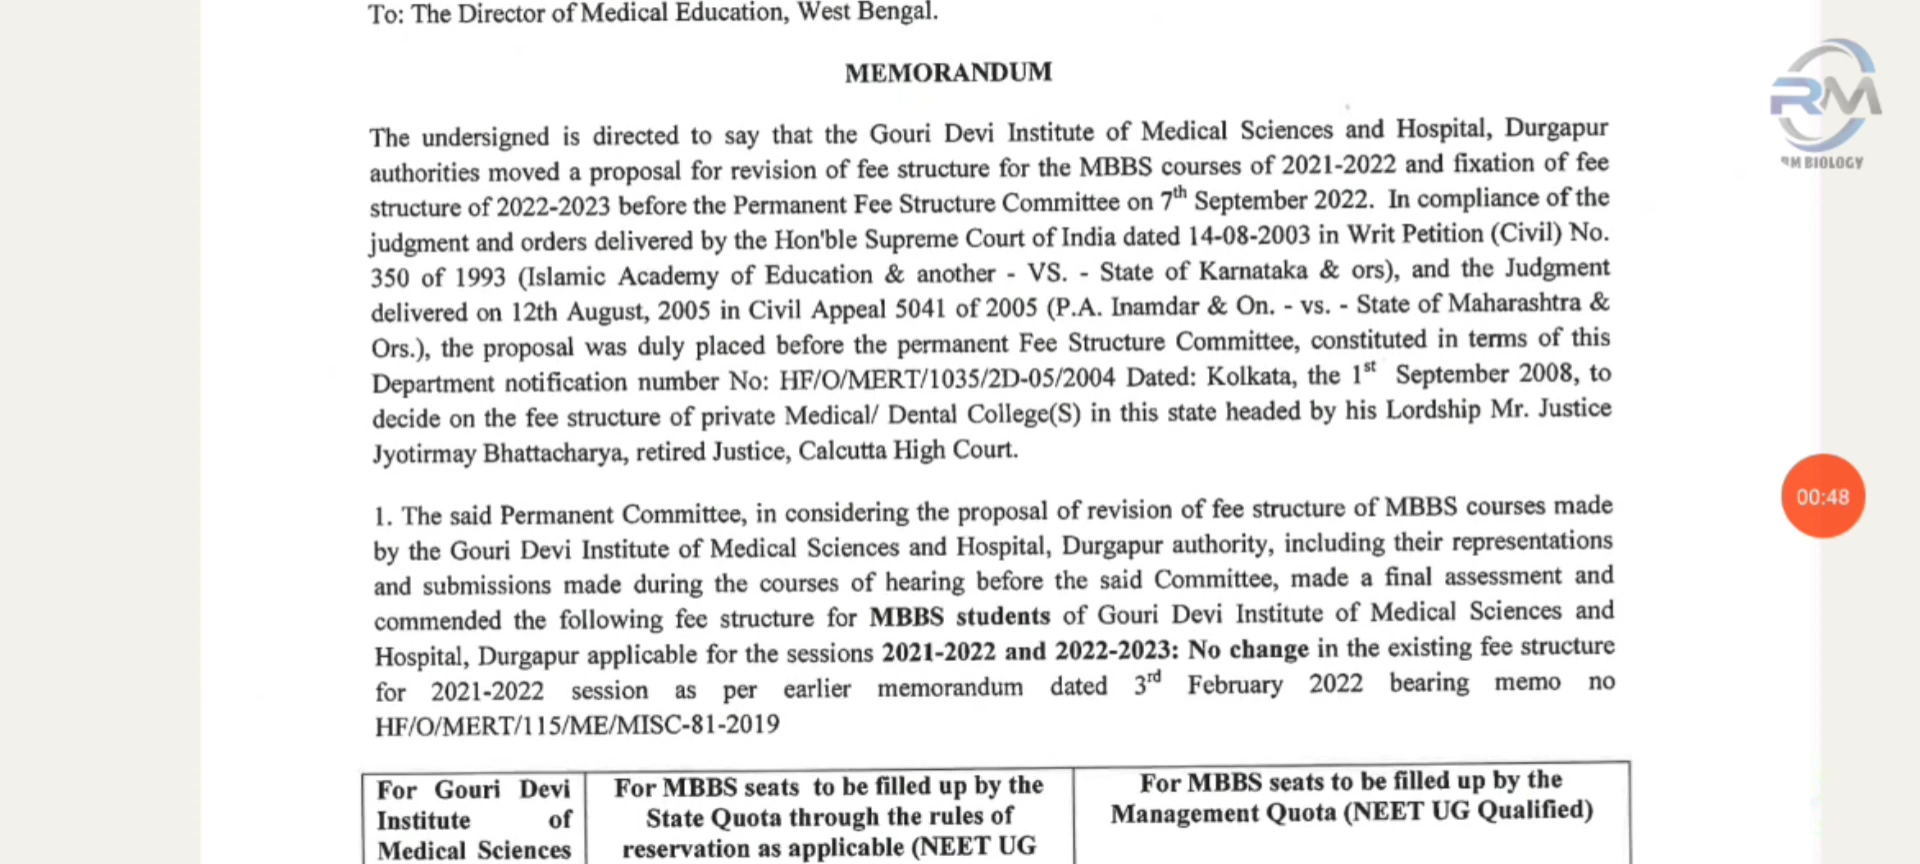 To: The Director of Medical Education, West Bengal.
MEMORANDUM
The undersigned is directed to say that the Gouri Devi Institute of Medical Sciences and Hospital, Durgapur
authorities moved a proposal for revision of fee structure for the MBBS courses of 2021-2022 and fixation of fee
structure of 2022-2023 before the Permanent Fee Structure Committee on 7th September 2022. In compliance of the
judgment and orders delivered by the Hon'ble Supreme Court of India dated 14-08-2003 in Writ Petition (Civil) No.
350 of 1993 (Islamic Academy of Education & another - VS. - State of Karnataka & ors), and the Judgment
delivered on 12th August, 2005 in Civil Appeal 5041 of 2005 (P.A. Inamdar & On. - vs. - State of Maharashtra &
Ors.), the proposal was duly placed before the permanent Fee Structure Committee, constituted in terms of this
Department notification number No: HF/O/MERT/1035/2D-05/2004 Dated: Kolkata, the 1st September 2008, to
decide on the fee structure of private Medical/ Dental College(S) in this state headed by his Lordship Mr. Justice
Jyotirmay Bhattacharya, retired Justice, Calcutta High Court.
1. The said Permanent Committee, in considering the proposal of revision of fee structure of MBBS courses made
by the Gouri Devi Institute of Medical Sciences and Hospital, Durgapur authority, including their representations
and submissions made during the courses of hearing before the said Committee, made a final assessment and
commended the following fee structure for MBBS students of Gouri Devi Institute of Medical Sciences and
Hospital, Durgapur applicable for the sessions 2021-2022 and 2022-2023: No change in the existing fee structure
for 2021-2022 session as per earlier memorandum dated 3rd February 2022 bearing memo no
HF/O/MERT/115/ME/MISC-81-2019
For Gouri Devi
Institute of
Medical Sciences
For MBBS seats to be filled up by the
State Quota through the rules of
reservation as applicable (NEET UG
For MBBS seats to be filled up by the
Management Quota (NEET UG Qualified)
RM
RM BIOLOGY
00:48